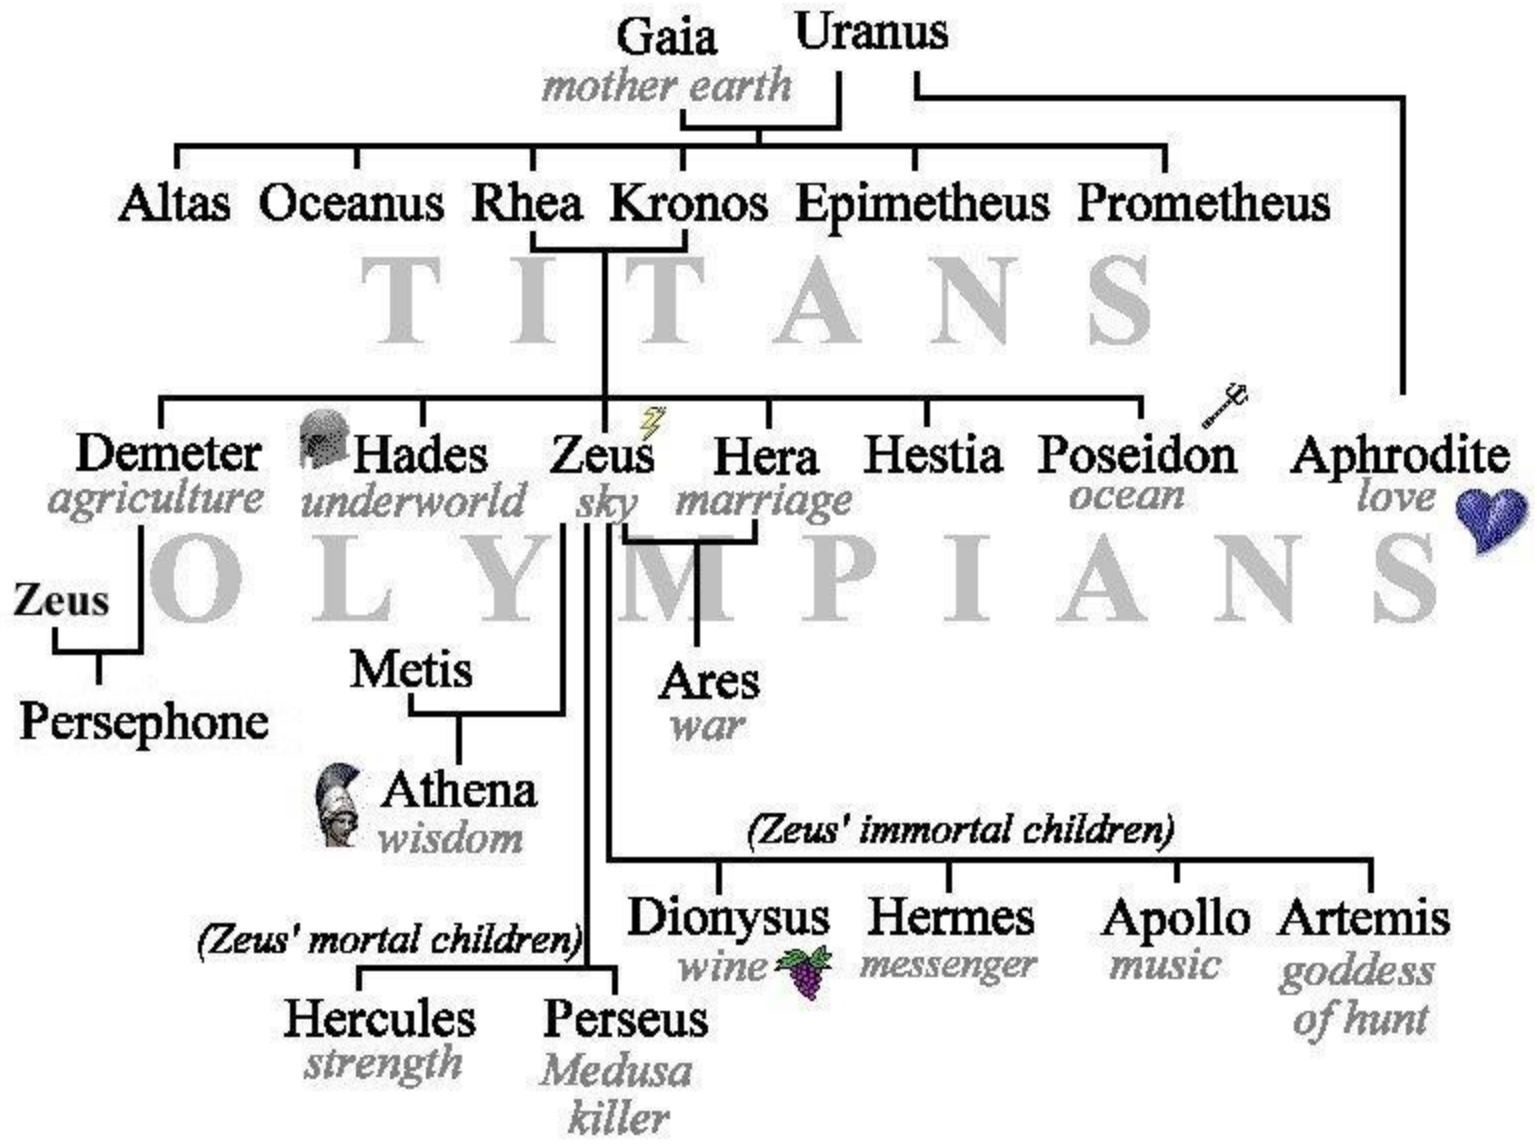 Gaia Uranus
mother earth
Altas Oceanus Rhea Kronos Epimetheus Prometheus
TITANS
Demeter Hades Zeus Hera Hestia Poseidon Aphrodite
agriculture underworld sky marriage ocean love
OLYMPIANS
Zeus
Metis
Ares
Persephone
war
Athena
wisdom
(Zeus' immortal children)
Dionysus Hermes Apollo Artemis
(Zeus' mortal children)
wine messenger music goddess
of hunt
Hercules Perseus
strength Medusa
killer